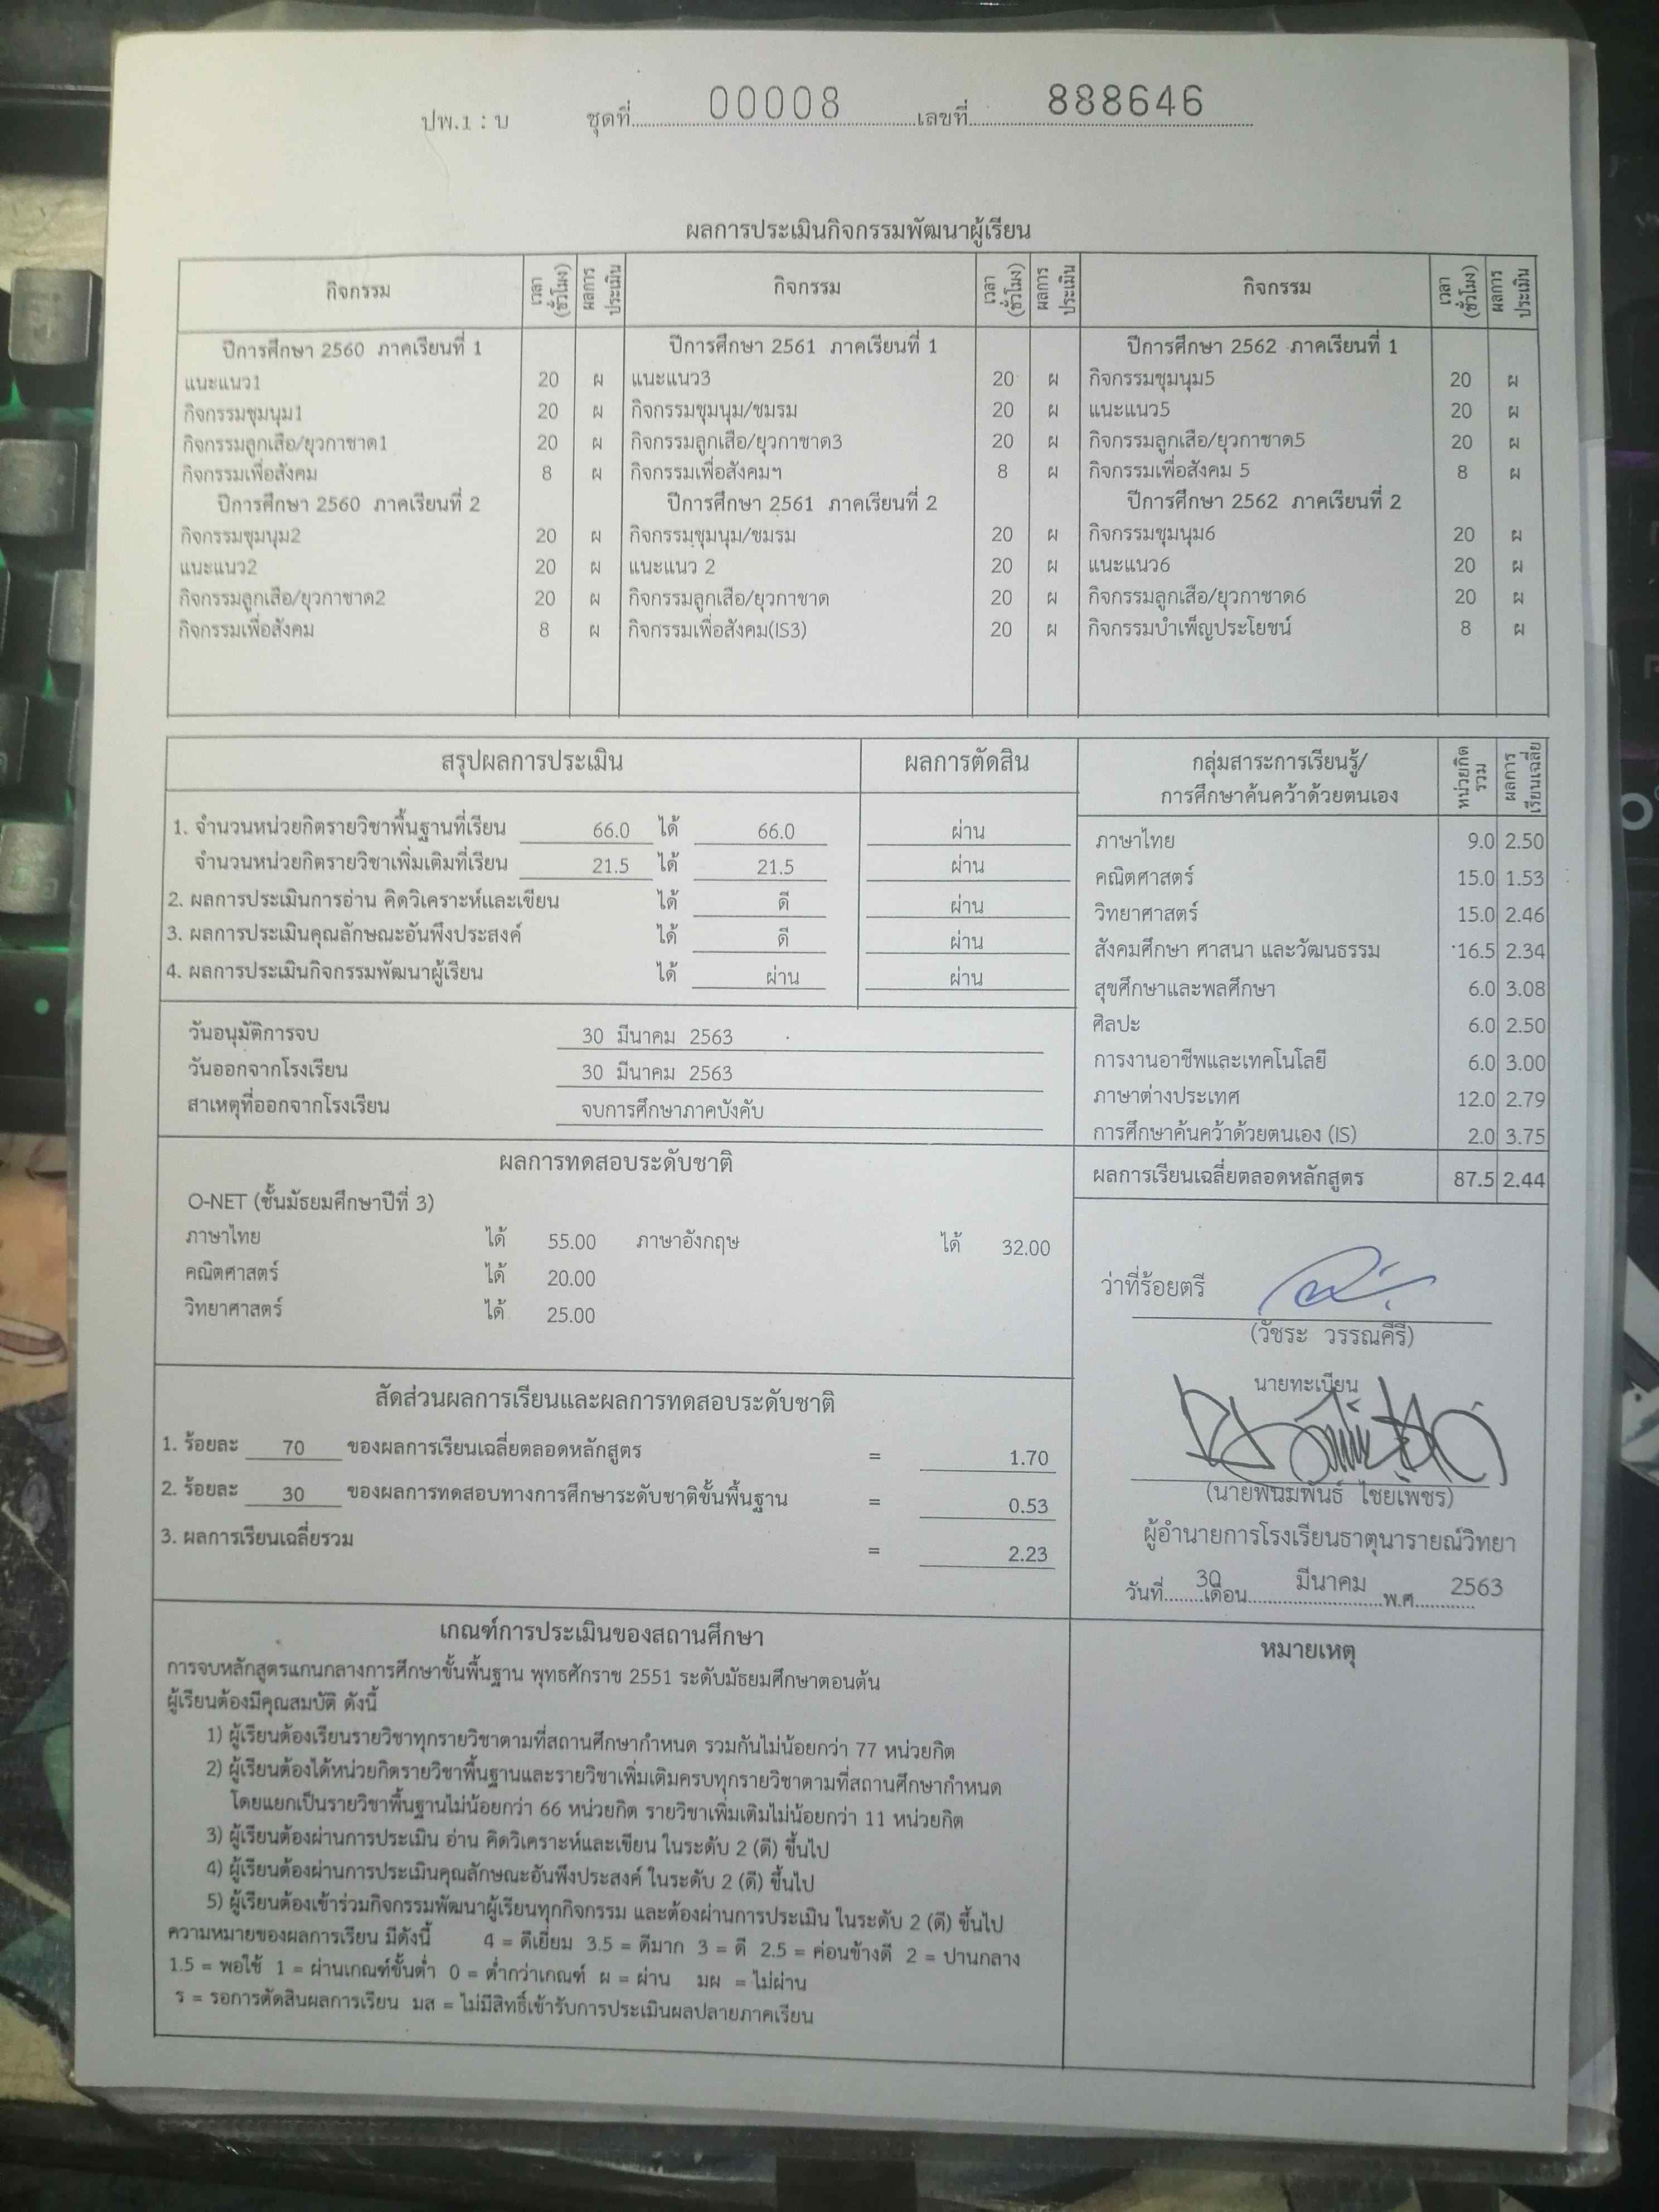 ปพ.1 : บ ชุดที่ 00008 เลขที่ 888646
ผลการประเมินกิจกรรมพัฒนาผู้เรียน
กิจกรรม เวลา (ชั่วโมง) ผลการประเมิน กิจกรรม เวลา (ชั่วโมง) ผลการประเมิน กิจกรรม เวลา (ชั่วโมง) ผลการประเมิน
ปีการศึกษา 2560 ภาคเรียนที่ 1 ปีการศึกษา 2561 ภาคเรียนที่ 1 ปีการศึกษา 2562 ภาคเรียนที่ 1
แนะแนว1 20 ผ แนะแนว3 20 ผ กิจกรรมชุมนุม5 20 ผ
กิจกรรมชุมนุม1 20 ผ กิจกรรมชุมนุม/ชมรม 20 ผ แนะแนว5 20 ผ
กิจกรรมลูกเสือ/ยุวกาชาด1 20 ผ กิจกรรมลูกเสือ/ยุวกาชาด3 20 ผ กิจกรรมลูกเสือ/ยุวกาชาด5 20 ผ
กิจกรรมเพื่อสังคม 8 ผ กิจกรรมเพื่อสังคมฯ 8 ผ กิจกรรมเพื่อสังคม 5 8 ผ
ปีการศึกษา 2560 ภาคเรียนที่ 2 ปีการศึกษา 2561 ภาคเรียนที่ 2 ปีการศึกษา 2562 ภาคเรียนที่ 2
กิจกรรมชุมนุม2 20 ผ กิจกรรมชุมนุม/ชมรม 20 ผ กิจกรรมชุมนุม6 20 ผ
แนะแนว2 20 ผ แนะแนว 2 20 ผ แนะแนว6 20 ผ
กิจกรรมลูกเสือ/ยุวกาชาด2 20 ผ กิจกรรมลูกเสือ/ยุวกาชาด 20 ผ กิจกรรมลูกเสือ/ยุวกาชาด6 20 ผ
กิจกรรมเพื่อสังคม 8 ผ กิจกรรมเพื่อสังคม(IS3) 20 ผ กิจกรรมบำเพ็ญประโยชน์ 8 ผ
สรุปผลการประเมิน ผลการตัดสิน
1. จำนวนหน่วยกิตรายวิชาพื้นฐานที่เรียน 66.0 ได้ 66.0 ผ่าน
จำนวนหน่วยกิตรายวิชาเพิ่มเติมที่เรียน 21.5 ได้ 21.5 ผ่าน
2. ผลการประเมินการอ่าน คิดวิเคราะห์และเขียน ได้ ดี ผ่าน
3. ผลการประเมินคุณลักษณะอันพึงประสงค์ ได้ ดี ผ่าน
4. ผลการประเมินกิจกรรมพัฒนาผู้เรียน ได้ ผ่าน ผ่าน
วันอนุมัติการจบ 30 มีนาคม 2563
วันออกจากโรงเรียน 30 มีนาคม 2563
สาเหตุที่ออกจากโรงเรียน จบการศึกษาภาคบังคับ
กลุ่มสาระการเรียนรู้/ การศึกษาค้นคว้าด้วยตนเอง หน่วยกิตรวม ผลการเรียนเฉลี่ย
ภาษาไทย 9.0 2.50
คณิตศาสตร์ 15.0 1.53
วิทยาศาสตร์ 15.0 2.46
สังคมศึกษา ศาสนา และวัฒนธรรม 16.5 2.34
สุขศึกษาและพลศึกษา 6.0 3.08
ศิลปะ 6.0 2.50
การงานอาชีพและเทคโนโลยี 6.0 3.00
ภาษาต่างประเทศ 12.0 2.79
การศึกษาค้นคว้าด้วยตนเอง (IS) 2.0 3.75
ผลการเรียนเฉลี่ยตลอดหลักสูตร 87.5 2.44
ผลการทดสอบระดับชาติ
O-NET (ชั้นมัธยมศึกษาปีที่ 3)
ภาษาไทย ได้ 55.00 ภาษาอังกฤษ ได้ 32.00
คณิตศาสตร์ ได้ 20.00
วิทยาศาสตร์ ได้ 25.00
สัดส่วนผลการเรียนและผลการทดสอบระดับชาติ
1. ร้อยละ 70 ของผลการเรียนเฉลี่ยตลอดหลักสูตร = 1.70
2. ร้อยละ 30 ของผลการทดสอบทางการศึกษาระดับชาติขั้นพื้นฐาน = 0.53
3. ผลการเรียนเฉลี่ยรวม = 2.23
ว่าที่ร้อยตรี
(วัชระ วรรณคีรี)
นายทะเบียน
(นายพนมพันธ์ ไชยเพชร)
ผู้อำนวยการโรงเรียนธาตุนารายณ์วิทยา
วันที่ 30 เดือน มีนาคม พ.ศ. 2563
เกณฑ์การประเมินของสถานศึกษา
การจบหลักสูตรแกนกลางการศึกษาขั้นพื้นฐาน พุทธศักราช 2551 ระดับมัธยมศึกษาตอนต้น
ผู้เรียนต้องมีคุณสมบัติ ดังนี้
1) ผู้เรียนต้องเรียนรายวิชาทุกรายวิชาตามที่สถานศึกษากำหนด รวมกันไม่น้อยกว่า 77 หน่วยกิต
2) ผู้เรียนต้องได้หน่วยกิตรายวิชาพื้นฐานและรายวิชาเพิ่มเติมครบทุกรายวิชาตามที่สถานศึกษากำหนด
โดยแยกเป็นรายวิชาพื้นฐานไม่น้อยกว่า 66 หน่วยกิต รายวิชาเพิ่มเติมไม่น้อยกว่า 11 หน่วยกิต
3) ผู้เรียนต้องผ่านการประเมิน อ่าน คิดวิเคราะห์และเขียน ในระดับ 2 (ดี) ขึ้นไป
4) ผู้เรียนต้องผ่านการประเมินคุณลักษณะอันพึงประสงค์ ในระดับ 2 (ดี) ขึ้นไป
5) ผู้เรียนต้องเข้าร่วมกิจกรรมพัฒนาผู้เรียนทุกกิจกรรม และต้องผ่านการประเมิน ในระดับ 2 (ดี) ขึ้นไป
ความหมายของผลการเรียน มีดังนี้ 4 = ดีเยี่ยม 3.5 = ดีมาก 3 = ดี 2.5 = ค่อนข้างดี 2 = ปานกลาง
1.5 = พอใช้ 1 = ผ่านเกณฑ์ขั้นต่ำ 0 = ต่ำกว่าเกณฑ์ ผ = ผ่าน มผ = ไม่ผ่าน
ร = รอการตัดสินผลการเรียน มส = ไม่มีสิทธิ์เข้ารับการประเมินผลปลายภาคเรียน
หมายเหตุ